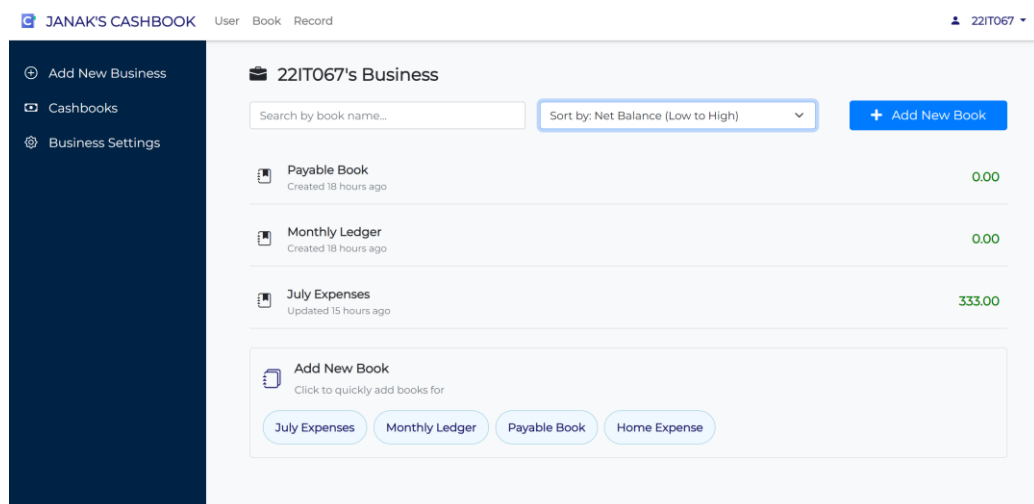 JANAK'S CASHBOOK User Book Record 22IT067
Add New Business
Cashbooks
Business Settings
22IT067's Business
Search by book name...
Sort by: Net Balance (Low to High)
+ Add New Book
Payable Book
Created 18 hours ago
0.00
Monthly Ledger
Created 18 hours ago
0.00
July Expenses
Updated 15 hours ago
333.00
Add New Book
Click to quickly add books for
July Expenses Monthly Ledger Payable Book Home Expense